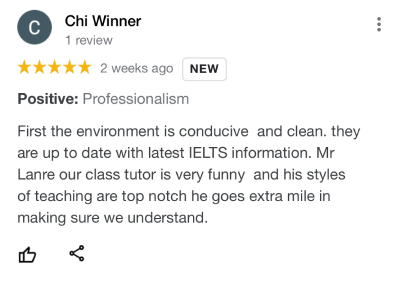 C
Chi Winner
1 review
2 weeks ago NEW
Positive: Professionalism
First the environment is conducive  and clean. they
are up to date with latest IELTS information. Mr
Lanre our class tutor is very funny  and his styles
of teaching are top notch he goes extra mile in
making sure we understand.